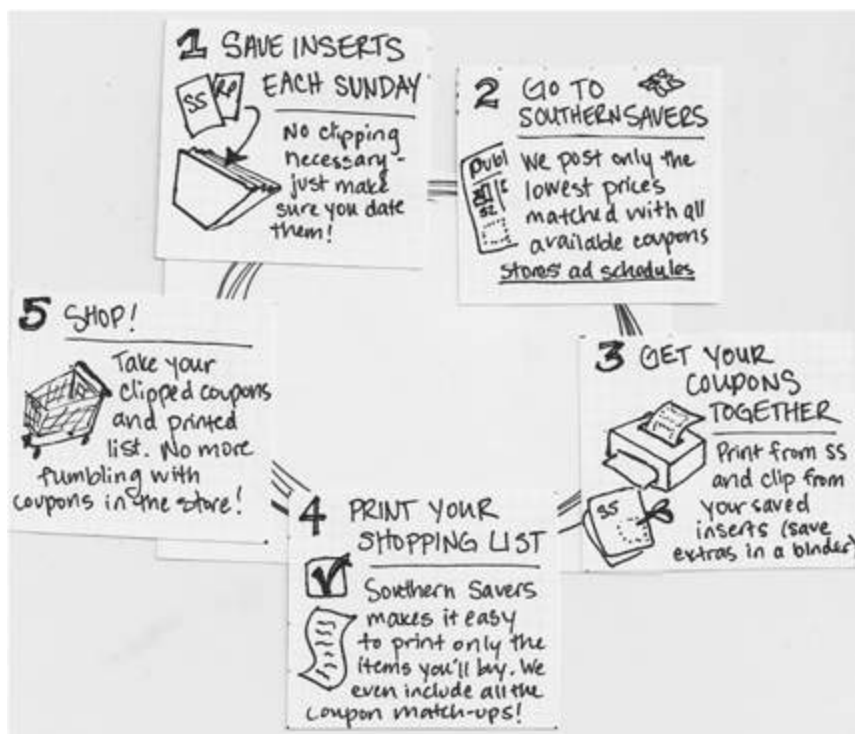 1 SAVE INSERTS
EACH SUNDAY
SS RP
No clipping
necessary -
just make
sure you date
them!
2 GO TO
SOUTHERNSAVERS
Publ
We post only the
lowest prices
matched with all
available coupons
stores' ad schedules
3 GET YOUR
COUPONS
TOGETHER
Print from SS
and clip from
your saved
inserts (save
extras in a binder)
SS
4 PRINT YOUR
SHOPPING LIST
Southern Savers
makes it easy
to print only the
items you'll buy. We
even include all the
coupon match-ups!
5 SHOP!
Take your
clipped coupons
and printed
list. No more
fumbling with
coupons in the store!